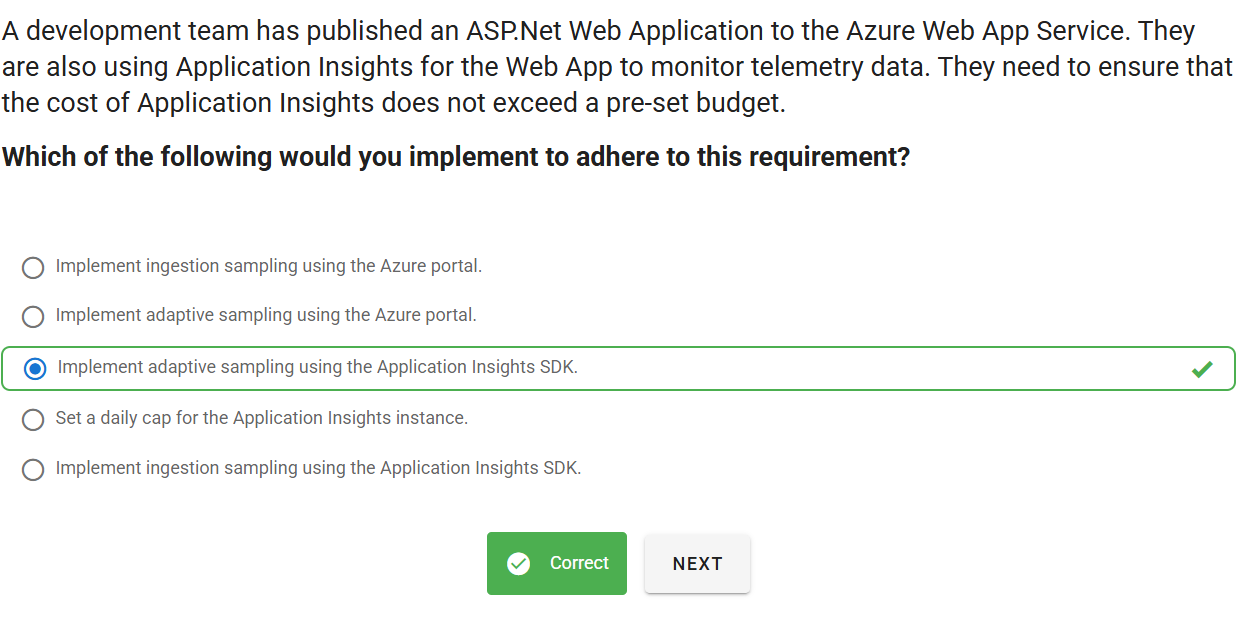 A development team has published an ASP.Net Web Application to the Azure Web App Service. They
are also using Application Insights for the Web App to monitor telemetry data. They need to ensure that
the cost of Application Insights does not exceed a pre-set budget.
Which of the following would you implement to adhere to this requirement?
Implement ingestion sampling using the Azure portal.
Implement adaptive sampling using the Azure portal.
Implement adaptive sampling using the Application Insights SDK.
Set a daily cap for the Application Insights instance.
Implement ingestion sampling using the Application Insights SDK.
Correct
NEXT